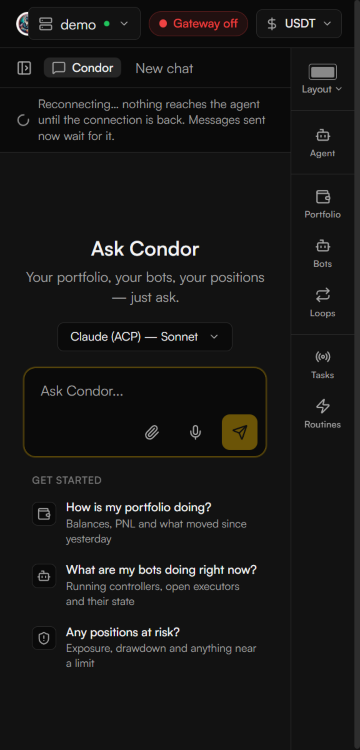 demo
Gateway off
USDT
Condor
New chat
Layout
Reconnecting... nothing reaches the agent
until the connection is back. Messages sent
now wait for it.
Agent
Portfolio
Bots
Loops
Tasks
Routines
Ask Condor
Your portfolio, your bots, your positions
— just ask.
Claude (ACP) — Sonnet
Ask Condor...
GET STARTED
How is my portfolio doing?
Balances, PNL and what moved since
yesterday
What are my bots doing right now?
Running controllers, open executors
and their state
Any positions at risk?
Exposure, drawdown and anything near
a limit